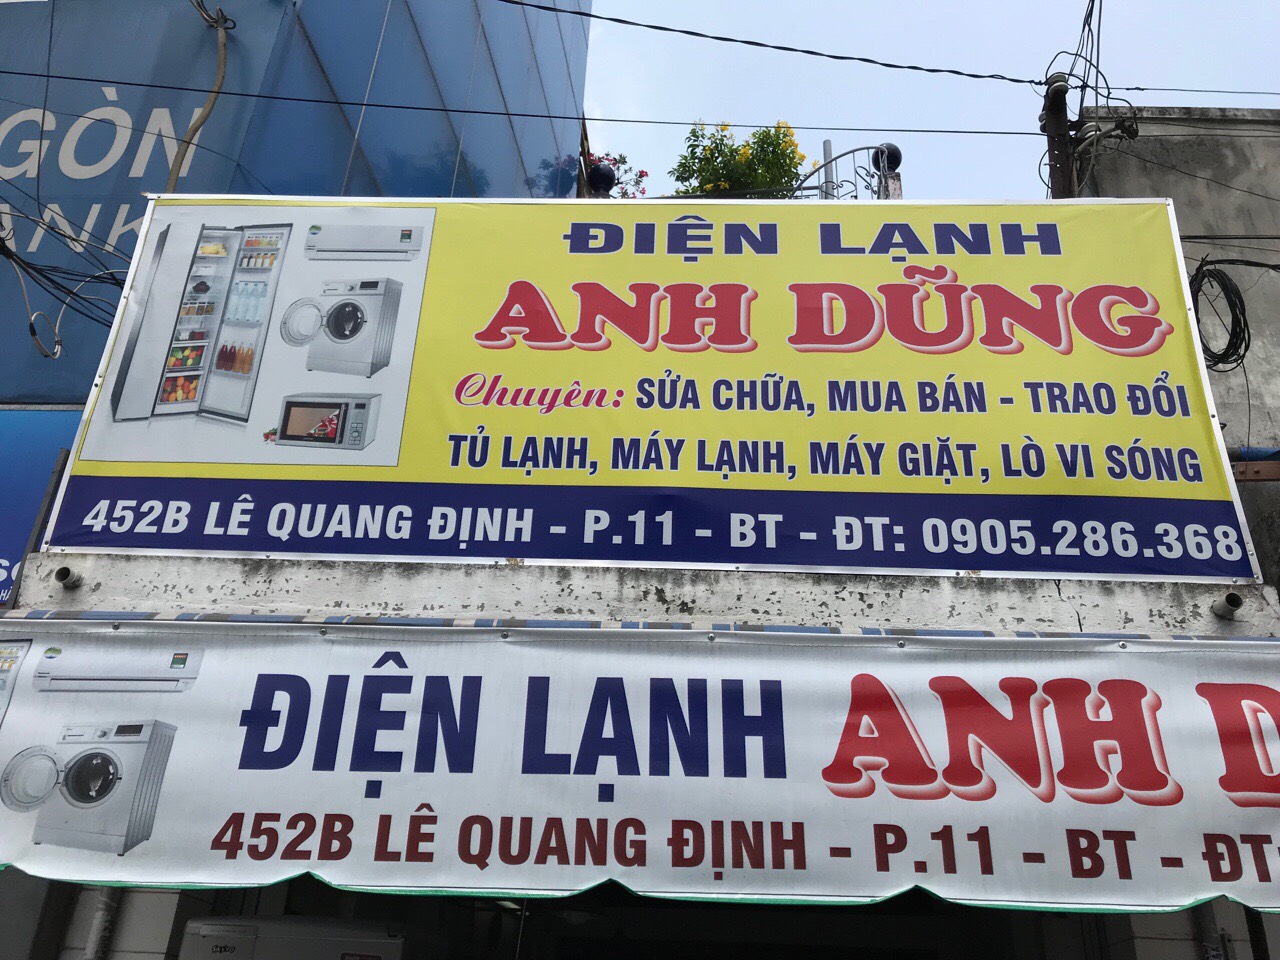 GÒN
ANK
ĐIỆN LẠNH
ANH DŨNG
Chuyên: SỬA CHỮA, MUA BÁN - TRAO ĐỔI
TỦ LẠNH, MÁY LẠNH, MÁY GIẶT, LÒ VI SÓNG
452B LÊ QUANG ĐỊNH - P.11 - BT - ĐT: 0905.286.368
ĐIỆN LẠNH ANH D
452B LÊ QUANG ĐỊNH - P.11 - BT - ĐT:
SANYO